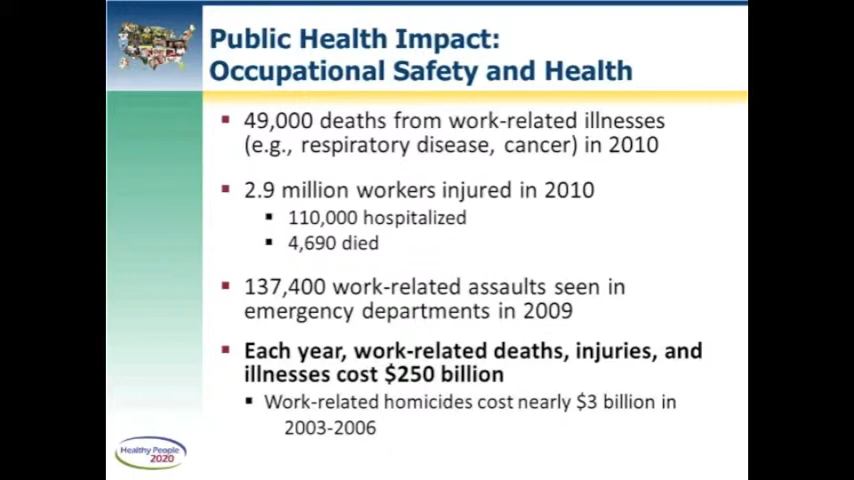 Public Health Impact:
Occupational Safety and Health
▪ 49,000 deaths from work-related illnesses
(e.g., respiratory disease, cancer) in 2010
▪ 2.9 million workers injured in 2010
▪ 110,000 hospitalized
▪ 4,690 died
▪ 137,400 work-related assaults seen in
emergency departments in 2009
▪ Each year, work-related deaths, injuries, and
illnesses cost $250 billion
▪ Work-related homicides cost nearly $3 billion in
2003-2006
Healthy People
2020